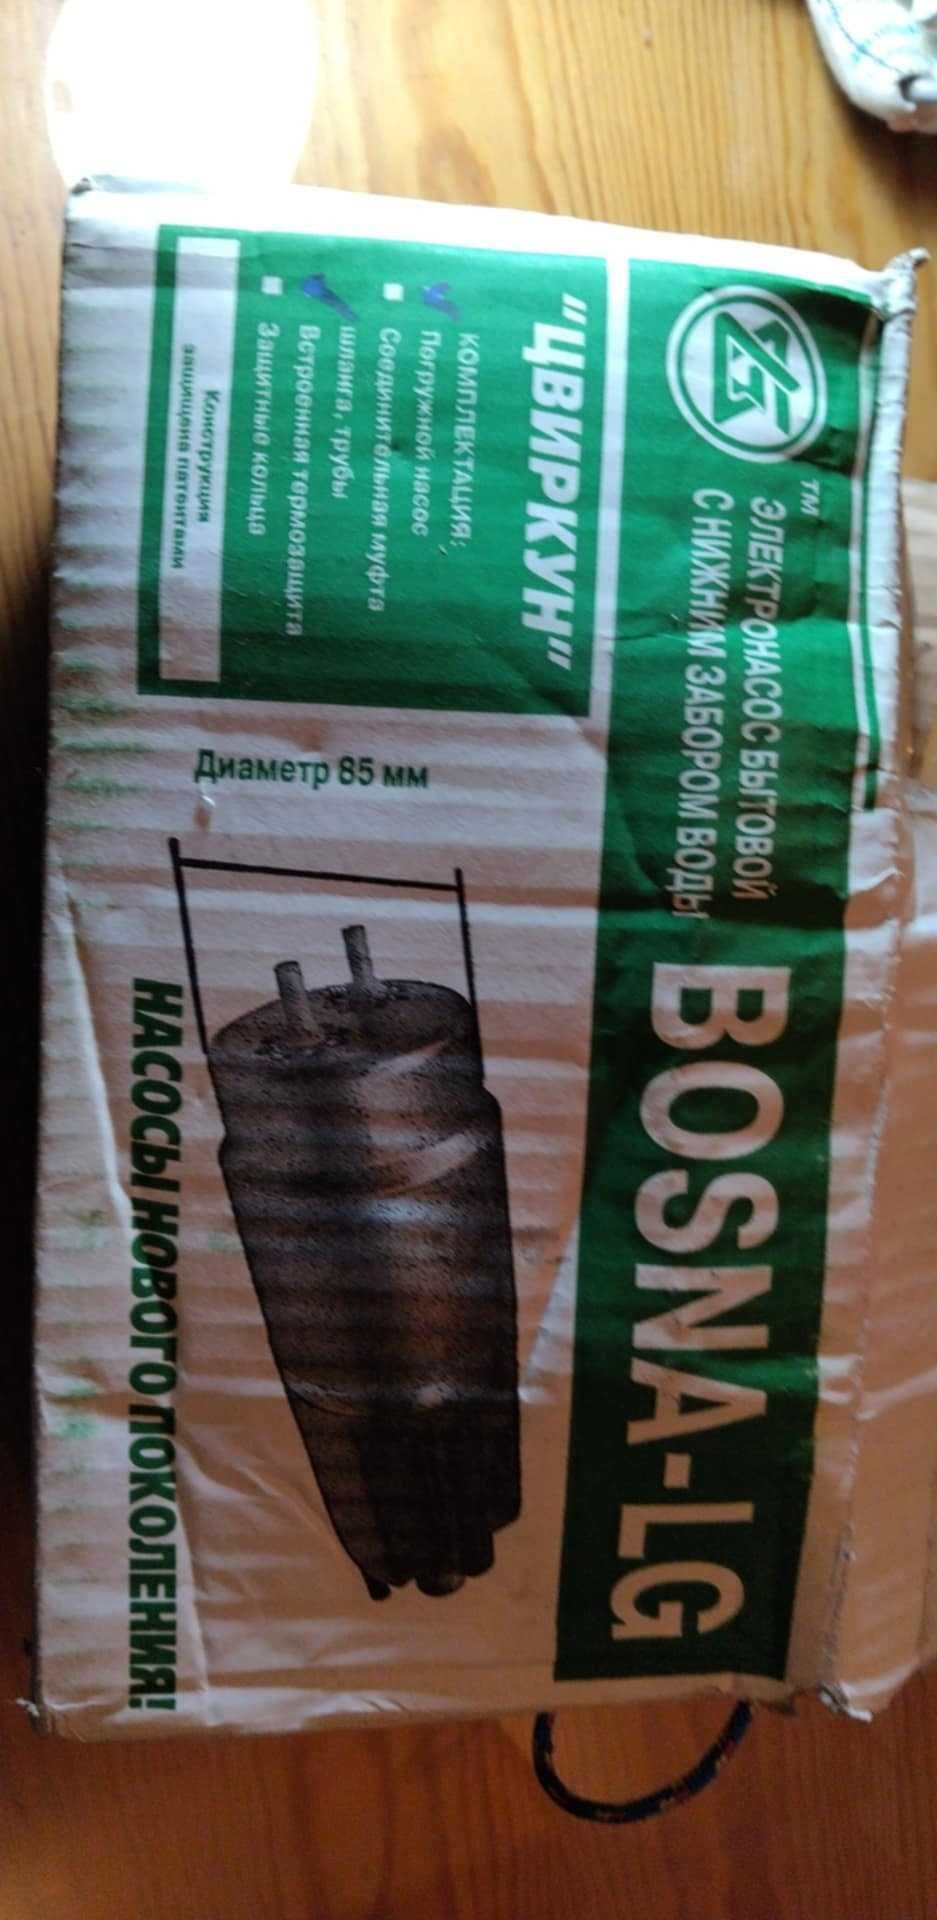 ТМ
ЭЛЕКТРОНАСОС БЫТОВОЙ
С НИЖНИМ ЗАБОРОМ ВОДЫ
BOSNA-LG
"ЦВИРКУН"
КОМПЛЕКТАЦИЯ:
Погружной насос
Соединительная муфта
шланга, трубы
Встроенная термозащита
Защитные кольца
Конструкция
защищена патентами
Диаметр 85 мм
НАСОСЫ НОВОГО ПОКОЛЕНИЯ!